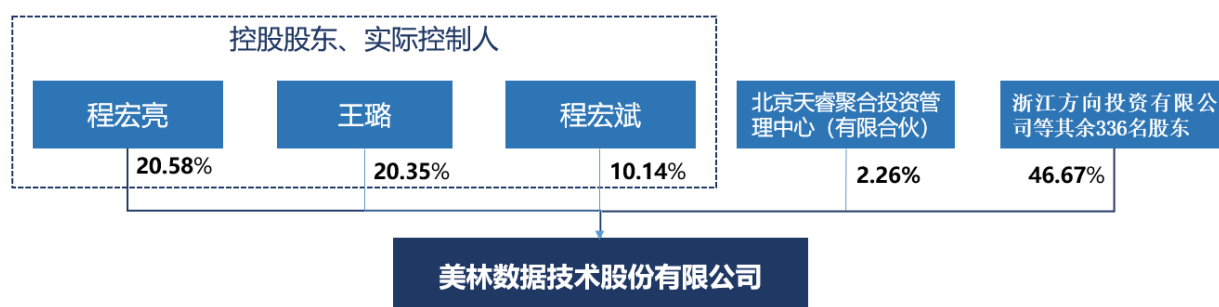 控股股东、实际控制人
程宏亮
王璐
程宏斌
北京天睿聚合投资管
理中心（有限合伙）
浙江方向投资有限公
司等其余336名股东
20.58%
20.35%
10.14%
2.26%
46.67%
美林数据技术股份有限公司